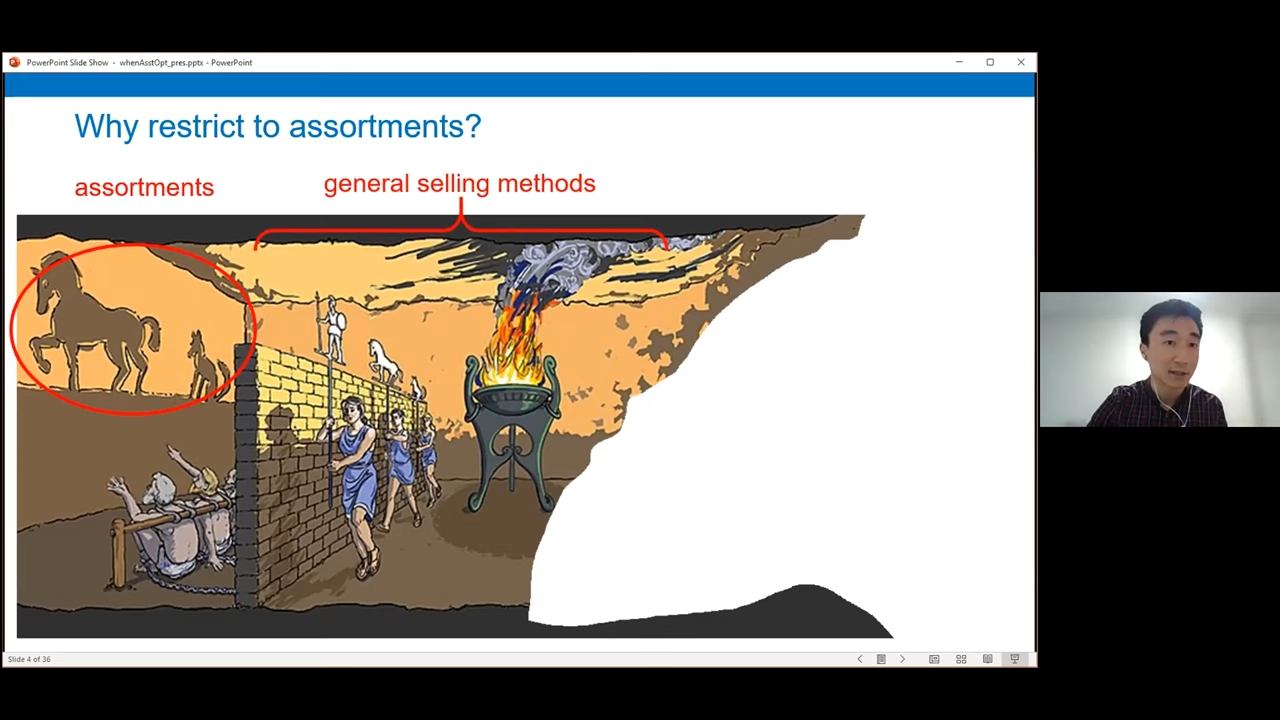 PowerPoint Slide Show - whenAsstOpt_pres.pptx - PowerPoint
Why restrict to assortments?
assortments
general selling methods
Slide 4 of 36